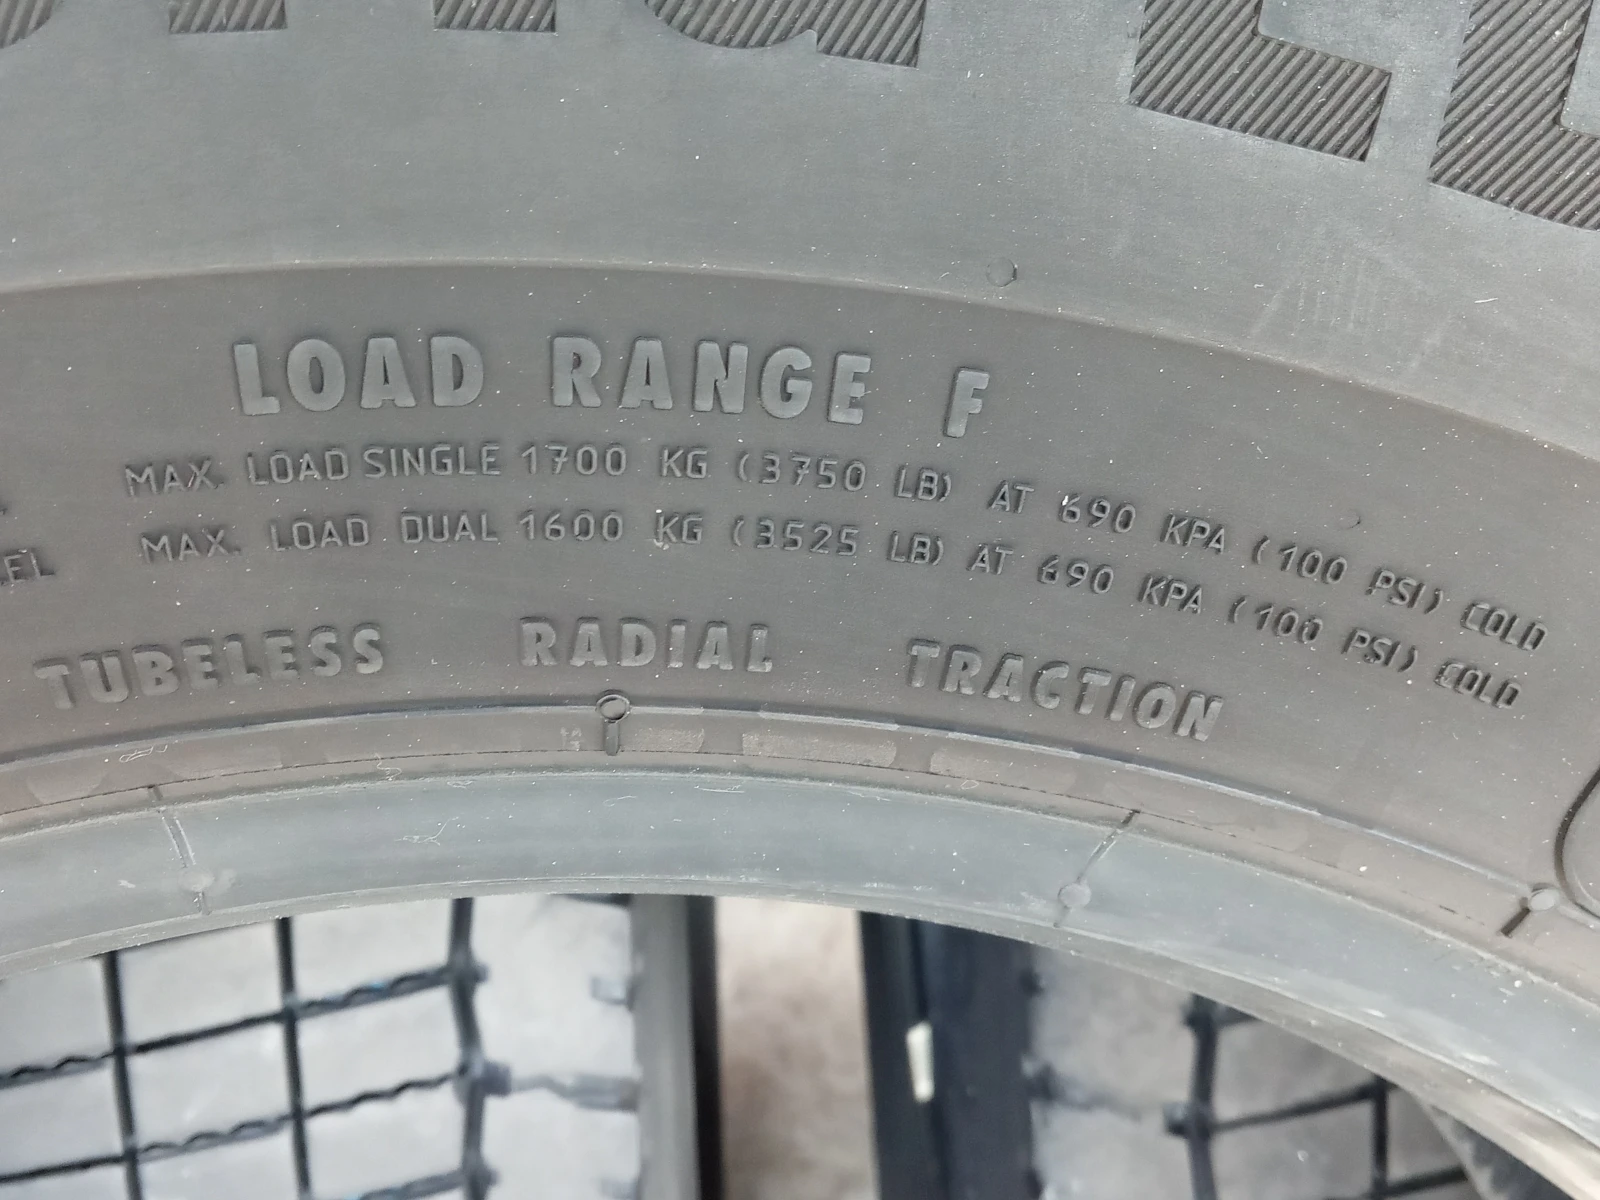 LOAD RANGE F
MAX. LOAD SINGLE 1700 KG (3750 LB) AT 690 KPA (100 PSI) COLD
MAX. LOAD DUAL 1600 KG (3525 LB) AT 690 KPA (100 PSI) COLD
TUBELESS RADIAL TRACTION